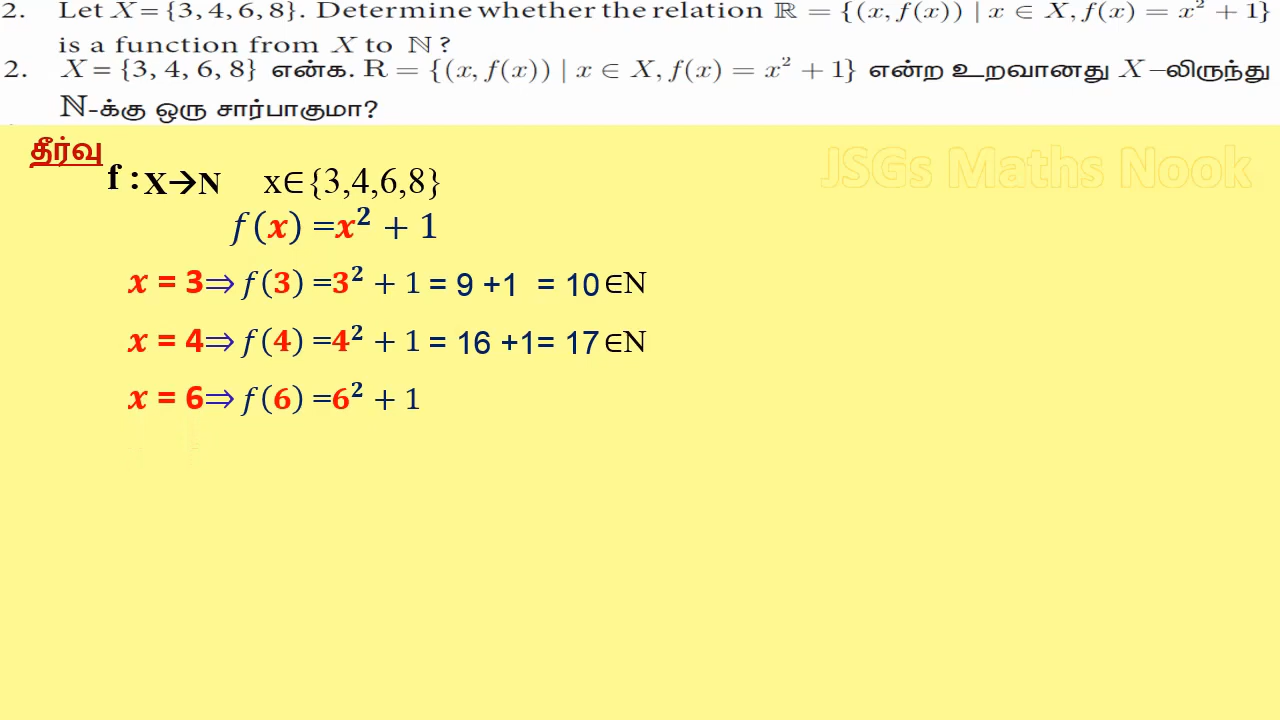 2. Let X = {3, 4, 6, 8}. Determine whether the relation ℝ = {(x, f(x)) | x ∈ X, f(x) = x² + 1}
is a function from X to ℕ ?
2. X = {3, 4, 6, 8} என்க. R = {(x, f(x)) | x ∈ X, f(x) = x² + 1} என்ற உறவானது X –லிருந்து
ℕ-க்கு ஒரு சார்பாகுமா?
தீர்வு
JSGs Maths Nook
f : X→N x∈{3,4,6,8}
f(x) =x² + 1
x = 3⇒ f(3) =3² + 1 = 9 +1 = 10 ∈N
x = 4⇒ f(4) =4² + 1 = 16 +1= 17 ∈N
x = 6⇒ f(6) =6² + 1